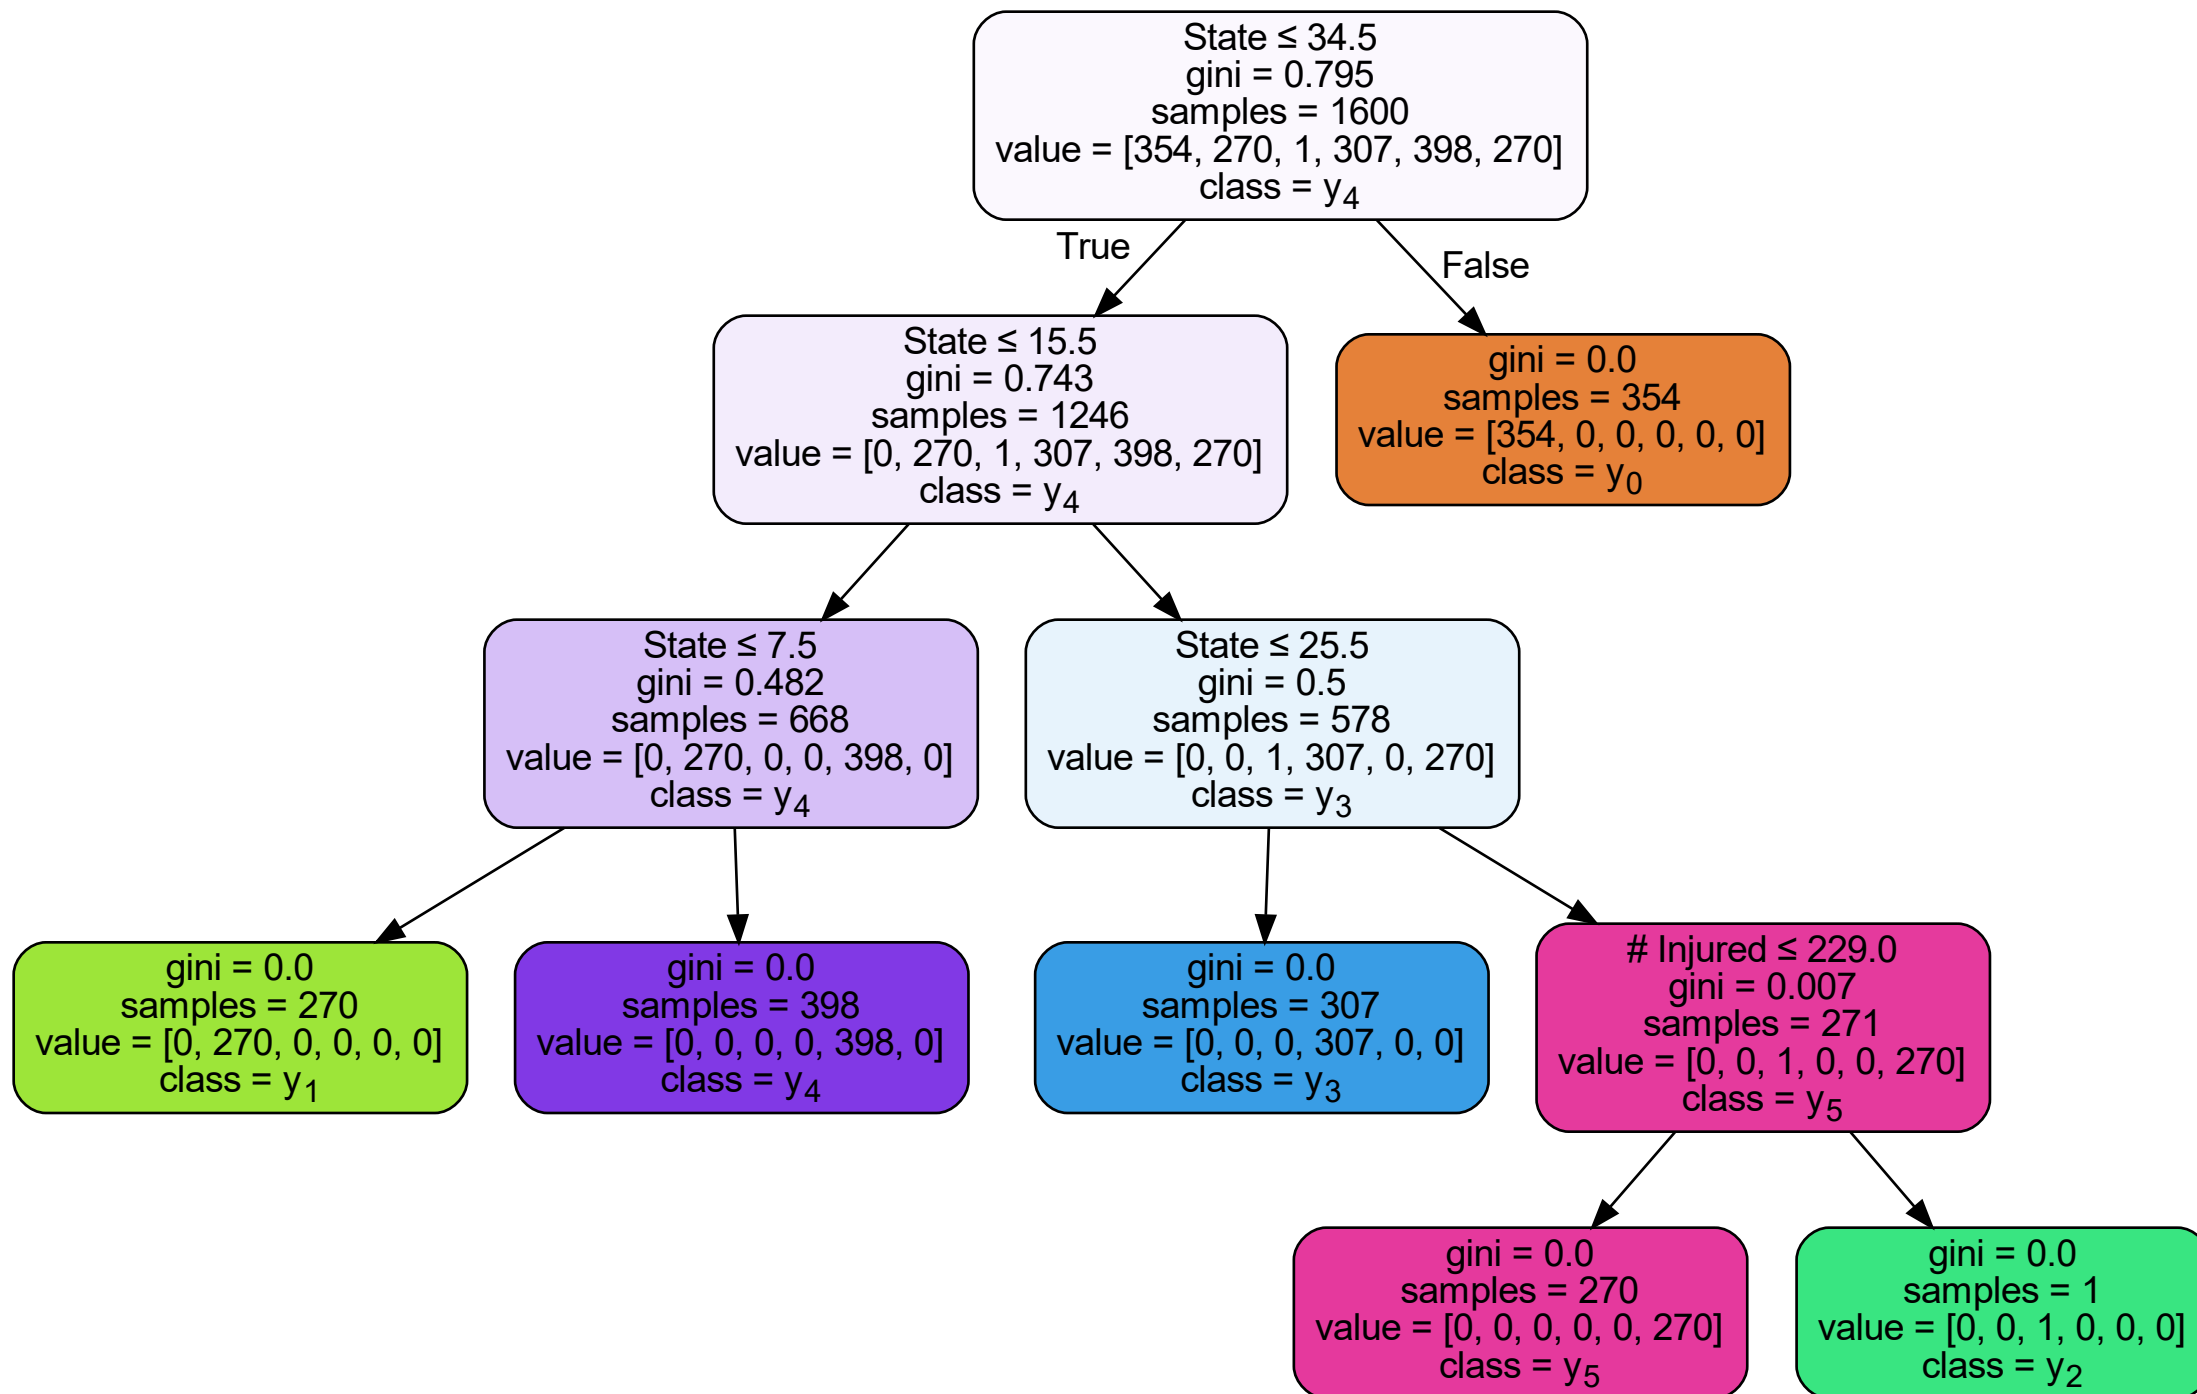 State ≤ 34.5
gini = 0.795
samples = 1600
value = [354, 270, 1, 307, 398, 270]
class = y4
True
False
State ≤ 15.5
gini = 0.743
samples = 1246
value = [0, 270, 1, 307, 398, 270]
class = y4
gini = 0.0
samples = 354
value = [354, 0, 0, 0, 0, 0]
class = y0
State ≤ 7.5
gini = 0.482
samples = 668
value = [0, 270, 0, 0, 398, 0]
class = y4
State ≤ 25.5
gini = 0.5
samples = 578
value = [0, 0, 1, 307, 0, 270]
class = y3
gini = 0.0
samples = 270
value = [0, 270, 0, 0, 0, 0]
class = y1
gini = 0.0
samples = 398
value = [0, 0, 0, 0, 398, 0]
class = y4
gini = 0.0
samples = 307
value = [0, 0, 0, 307, 0, 0]
class = y3
# Injured ≤ 229.0
gini = 0.007
samples = 271
value = [0, 0, 1, 0, 0, 270]
class = y5
gini = 0.0
samples = 270
value = [0, 0, 0, 0, 0, 270]
class = y5
gini = 0.0
samples = 1
value = [0, 0, 1, 0, 0, 0]
class = y2